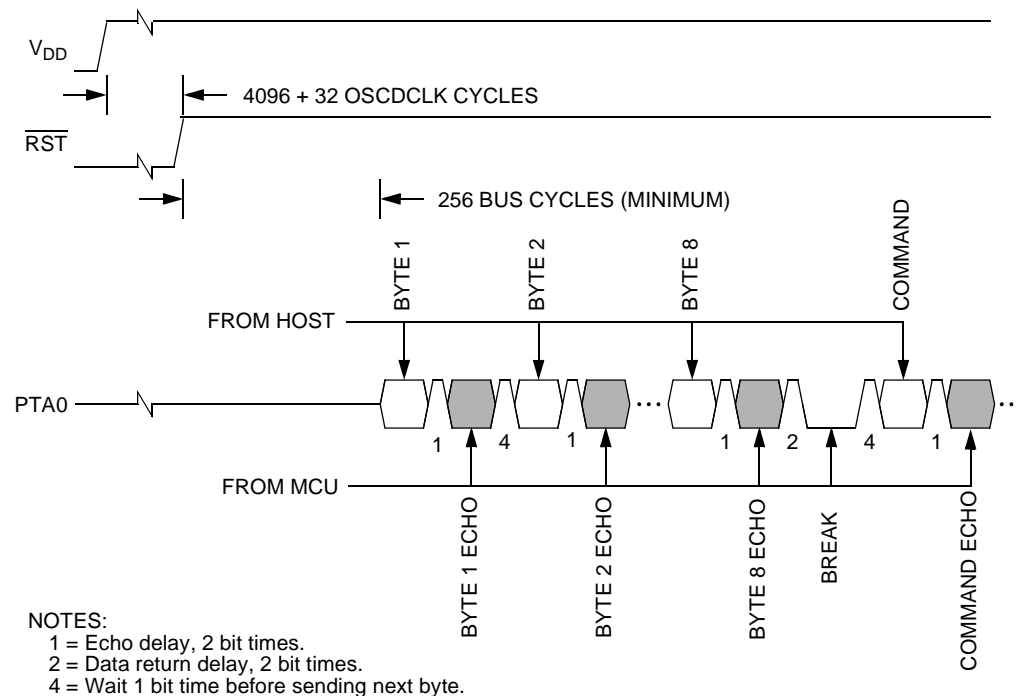 VDD
4096 + 32 OSCDCLK CYCLES
RST
256 BUS CYCLES (MINIMUM)
BYTE 1
BYTE 2
BYTE 8
COMMAND
FROM HOST
PTA0
...
...
1
4
1
1
2
4
1
FROM MCU
BYTE 1 ECHO
BYTE 2 ECHO
BYTE 8 ECHO
BREAK
COMMAND ECHO
NOTES:
1 = Echo delay, 2 bit times.
2 = Data return delay, 2 bit times.
4 = Wait 1 bit time before sending next byte.